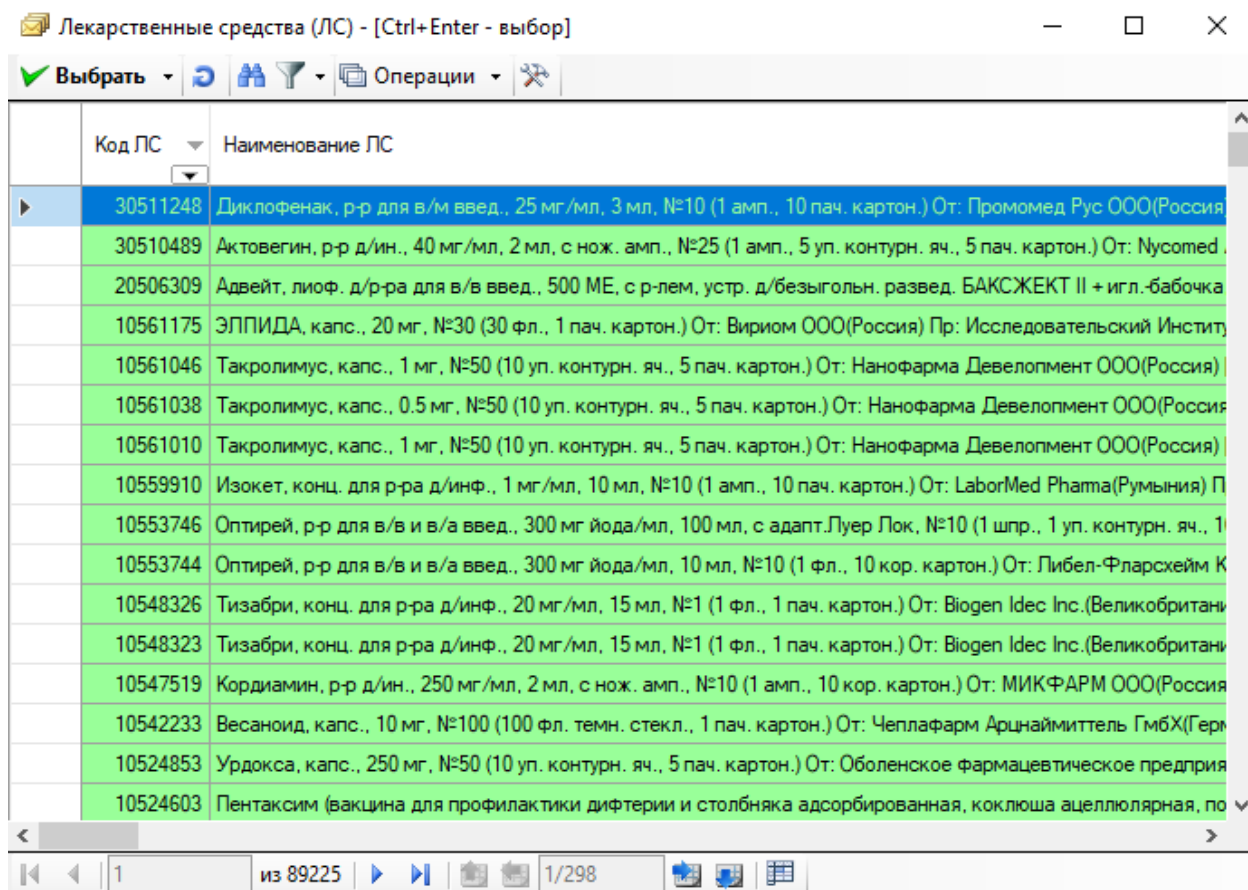 Лекарственные средства (ЛС) - [Ctrl+Enter - выбор]
Выбрать Операции
Код ЛС Наименование ЛС
30511248 Диклофенак, р-р для в/м введ., 25 мг/мл, 3 мл, №10 (1 амп., 10 пач. картон.) От: Промомед Рус ООО(Россия)
30510489 Актовегин, р-р д/ин., 40 мг/мл, 2 мл, с нож. амп., №25 (1 амп., 5 уп. контурн. яч., 5 пач. картон.) От: Nycomed
20506309 Адвейт, лиоф. д/р-ра для в/в введ., 500 МЕ, с р-лем, устр. д/безыгольн. развед. БАКСЖЕКТ II + игл.-бабочка
10561175 ЭЛПИДА, капс., 20 мг, №30 (30 фл., 1 пач. картон.) От: Вириом ООО(Россия) Пр: Исследовательский Институ
10561046 Такролимус, капс., 1 мг, №50 (10 уп. контурн. яч., 5 пач. картон.) От: Нанофарма Девелопмент ООО(Россия)
10561038 Такролимус, капс., 0.5 мг, №50 (10 уп. контурн. яч., 5 пач. картон.) От: Нанофарма Девелопмент ООО(Россия
10561010 Такролимус, капс., 1 мг, №50 (10 уп. контурн. яч., 5 пач. картон.) От: Нанофарма Девелопмент ООО(Россия)
10559910 Изокет, конц. для р-ра д/инф., 1 мг/мл, 10 мл, №10 (1 амп., 10 пач. картон.) От: LaborMed Pharma(Румыния) П
10553746 Оптирей, р-р для в/в и в/а введ., 300 мг йода/мл, 100 мл, с адапт.Луер Лок, №10 (1 шпр., 1 уп. контурн. яч., 1
10553744 Оптирей, р-р для в/в и в/а введ., 300 мг йода/мл, 10 мл, №10 (1 фл., 10 кор. картон.) От: Либел-Фларсхейм К
10548326 Тизабри, конц. для р-ра д/инф., 20 мг/мл, 15 мл, №1 (1 фл., 1 пач. картон.) От: Biogen Idec Inc.(Великобритани
10548323 Тизабри, конц. для р-ра д/инф., 20 мг/мл, 15 мл, №1 (1 фл., 1 пач. картон.) От: Biogen Idec Inc.(Великобритани
10547519 Кордиамин, р-р д/ин., 250 мг/мл, 2 мл, с нож. амп., №10 (1 амп., 10 кор. картон.) От: МИКФАРМ ООО(Россия
10542233 Весаноид, капс., 10 мг, №100 (100 фл. темн. стекл., 1 пач. картон.) От: Чеплафарм Арцнаймиттель ГмбХ(Герм
10524853 Урдокса, капс., 250 мг, №50 (10 уп. контурн. яч., 5 пач. картон.) От: Оболенское фармацевтическое предприя
10524603 Пентаксим (вакцина для профилактики дифтерии и столбняка адсорбированная, коклюша ацеллюлярная, по
1 из 89225 1/298